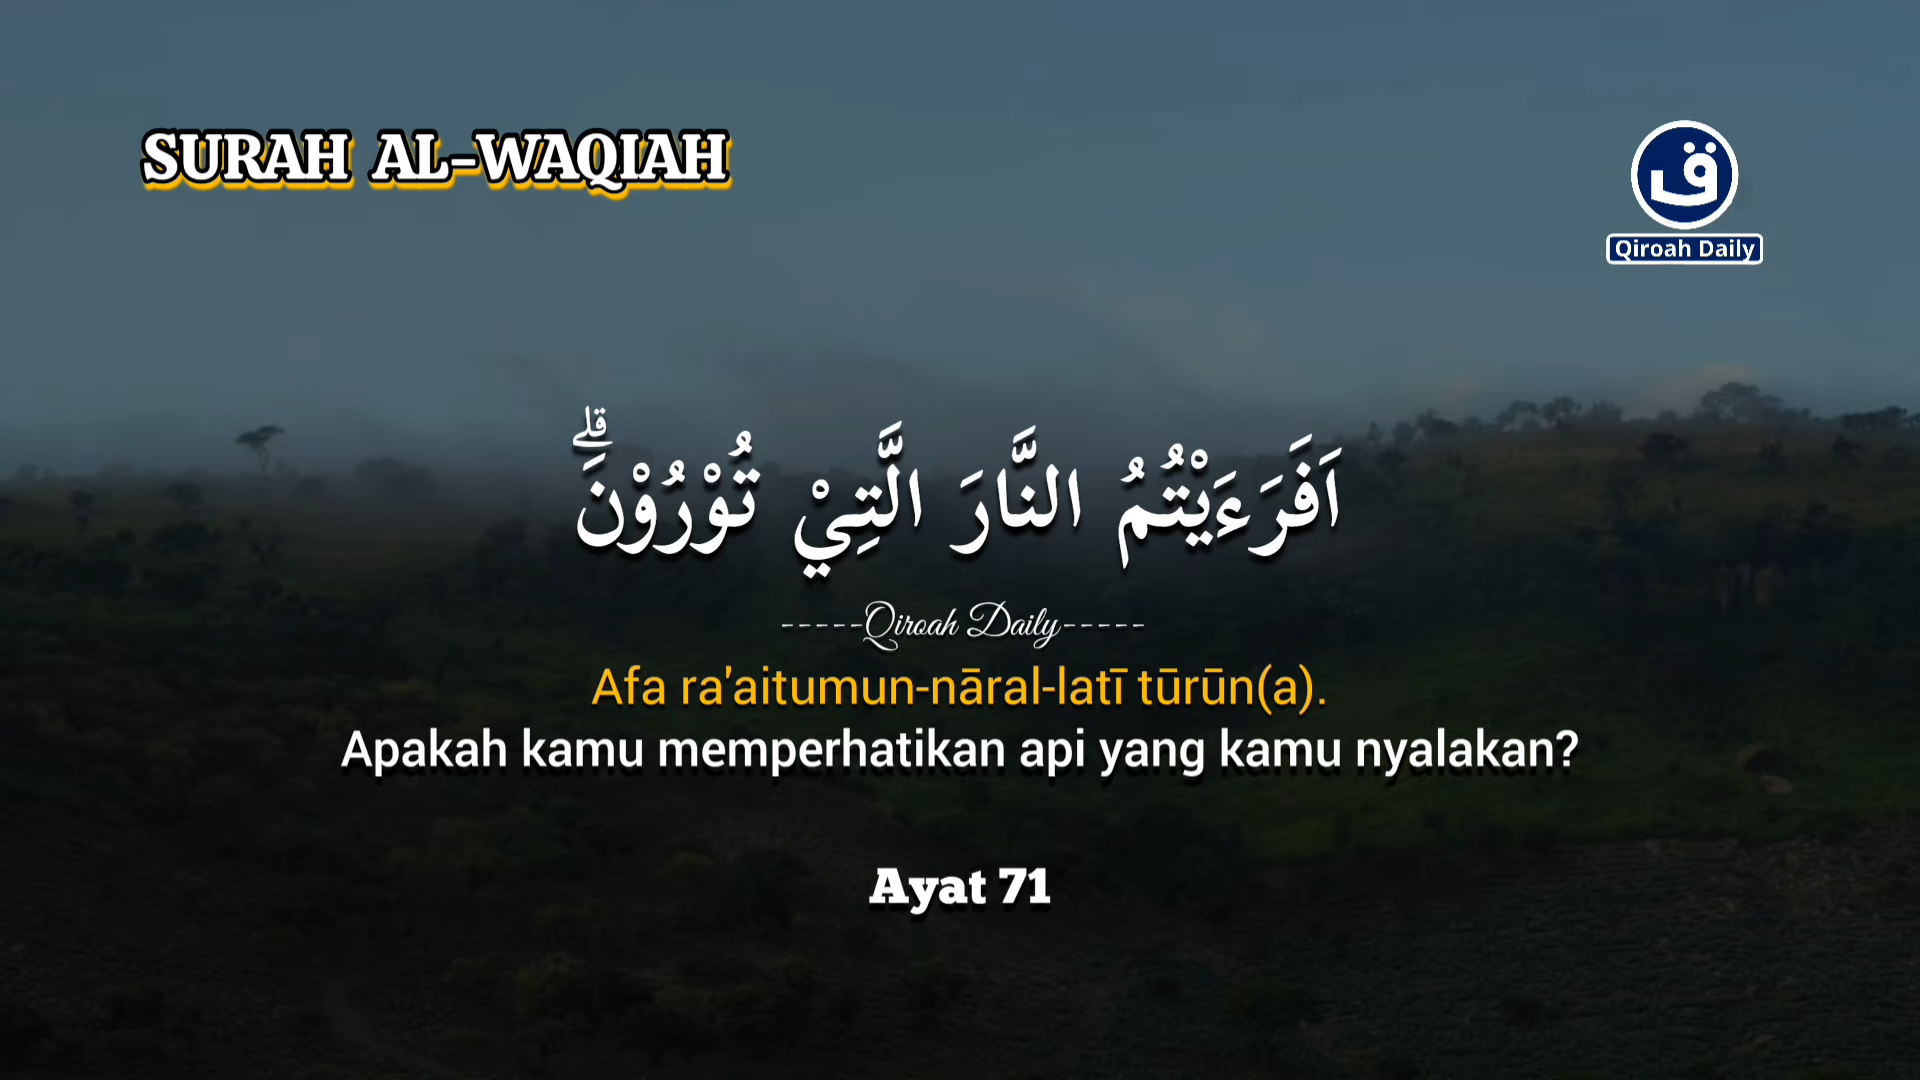 SURAH AL-WAQIAH
ق
Qiroah Daily
اَفَرَءَيْتُمُ النَّارَ الَّتِيْ تُوْرُوْنَۗ
-----Qiroah Daily-----
Afa ra'aitumun-nāral-latī tūrūn(a).
Apakah kamu memperhatikan api yang kamu nyalakan?
Ayat 71